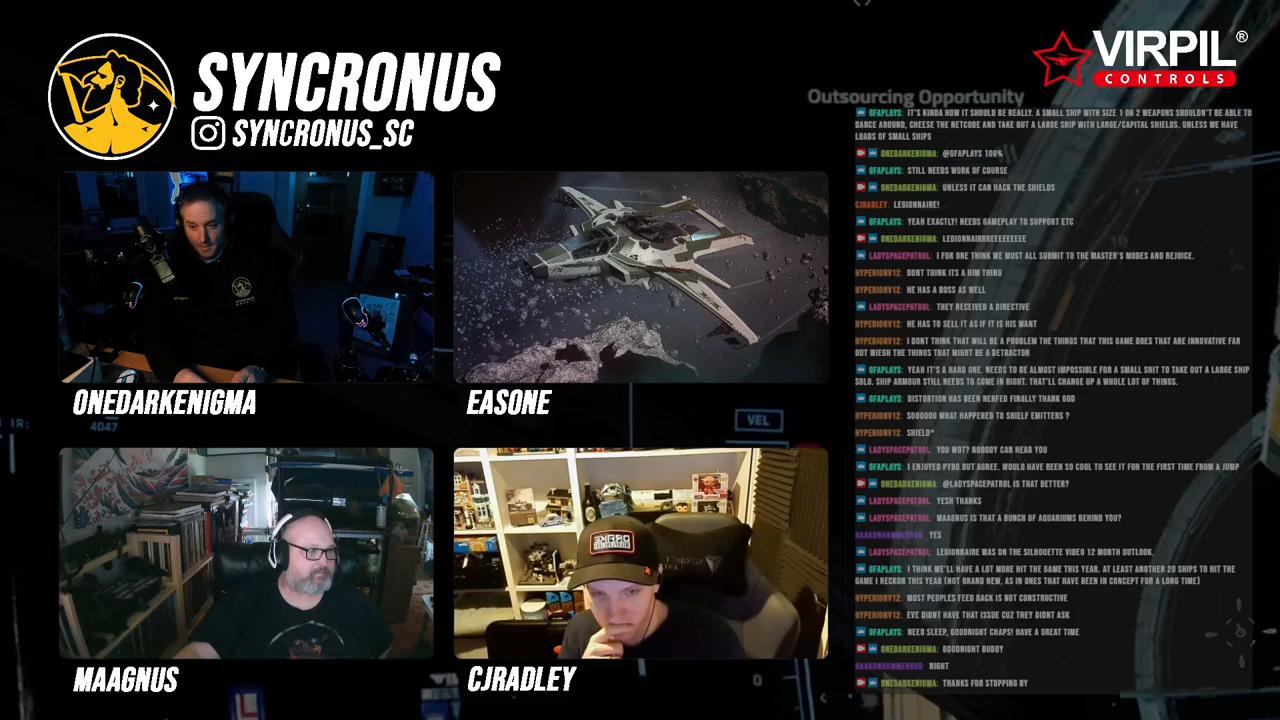 SYNCRONUS
SYNCRONUS_SC
VIRPIL®
CONTROLS
Outsourcing Opportunity
GFAPLAYS: IT'S KINDA HOW IT SHOULD BE REALLY. A SMALL SHIP WITH SIZE 1 OR 2 WEAPONS SHOULDN'T BE ABLE TO
DANCE AROUND, CHEESE THE NETCODE AND TAKE OUT A LARGE SHIP WITH LARGE/CAPITAL SHIELDS. UNLESS WE HAVE
LOADS OF SMALL SHIPS
ONEDARKENIGMA: @GFAPLAYS 100%
GFAPLAYS: STILL NEEDS WORK OF COURSE
ONEDARKENIGMA: UNLESS IT CAN HACK THE SHIELDS
CJRADLEY: LEGIONNAIRE!
GFAPLAYS: YEAH EXACTLY! NEEDS GAMEPLAY TO SUPPORT ETC
ONEDARKENIGMA: LEGIONNAIRREEEEEEEEE
LADYSPACEPATROL: I FOR ONE THINK WE MUST ALL SUBMIT TO THE MASTER'S MODES AND REJOICE.
HYPERIONV12: DONT THINK ITS A HIM THING
HYPERIONV12: HE HAS A BOSS AS WELL
LADYSPACEPATROL: THEY RECEIVED A DIRECTIVE
HYPERIONV12: HE HAS TO SELL IT AS IF IT IS HIS WANT
HYPERIONV12: I DONT THINK THAT WILL BE A PROBLEM THE THINGS THAT THIS GAME DOES THAT ARE INNOVATIVE FAR
OUT WIEGH THE THINGS THAT MIGHT BE A DETRACTOR
GFAPLAYS: YEAH IT'S A HARD ONE. NEEDS TO BE ALMOST IMPOSSIBLE FOR A SMALL SHIT TO TAKE OUT A LARGE SHIP
SOLO. SHIP ARMOUR STILL NEEDS TO COME IN RIGHT. THAT'LL CHANGE UP A WHOLE LOT OF THINGS.
GFAPLAYS: DISTORTION HAS BEEN NERFED FINALLY THANK GOD
HYPERIONV12: SOOOOOO WHAT HAPPENED TO SHIELF EMITTERS ?
HYPERIONV12: SHIELD*
LADYSPACEPATROL: YOU WOT? NOBODY CAN HEAR YOU
GFAPLAYS: I ENJOYED PYRO BUT AGREE. WOULD HAVE BEEN SO COOL TO SEE IT FOR THE FIRST TIME FROM A JUMP
ONEDARKENIGMA: @LADYSPACEPATROL IS THAT BETTER?
LADYSPACEPATROL: YESH THANKS
LADYSPACEPATROL: MAAGNUS IS THAT A BUNCH OF AQUARIUMS BEHIND YOU?
HAAKONHAMMEROUD: YES
LADYSPACEPATROL: LEGIONNAIRE WAS ON THE SILHOUETTE VIDEO 12 MONTH OUTLOOK.
GFAPLAYS: I THINK WE'LL HAVE A LOT MORE HIT THE GAME THIS YEAR. AT LEAST ANOTHER 20 SHIPS TO HIT THE
GAME I RECKON THIS YEAR (NOT BRAND NEW, AS IN ONES THAT HAVE BEEN IN CONCEPT FOR A LONG TIME)
HYPERIONV12: MOST PEOPLES FEED BACK IS NOT CONSTRUCTIVE
HYPERIONV12: EVE DIDNT HAVE THAT ISSUE CUZ THEY DIDNT ASK
GFAPLAYS: NEED SLEEP, GOODNIGHT CHAPS! HAVE A GREAT TIME
ONEDARKENIGMA: GOODNIGHT BUDDY
HAAKONHAMMEROUD: NIGHT
ONEDARKENIGMA: THANKS FOR STOPPING BY
ONEDARKENIGMA
EASONE
IR:
4047
VEL
MAAGNUS
CJRADLEY
0